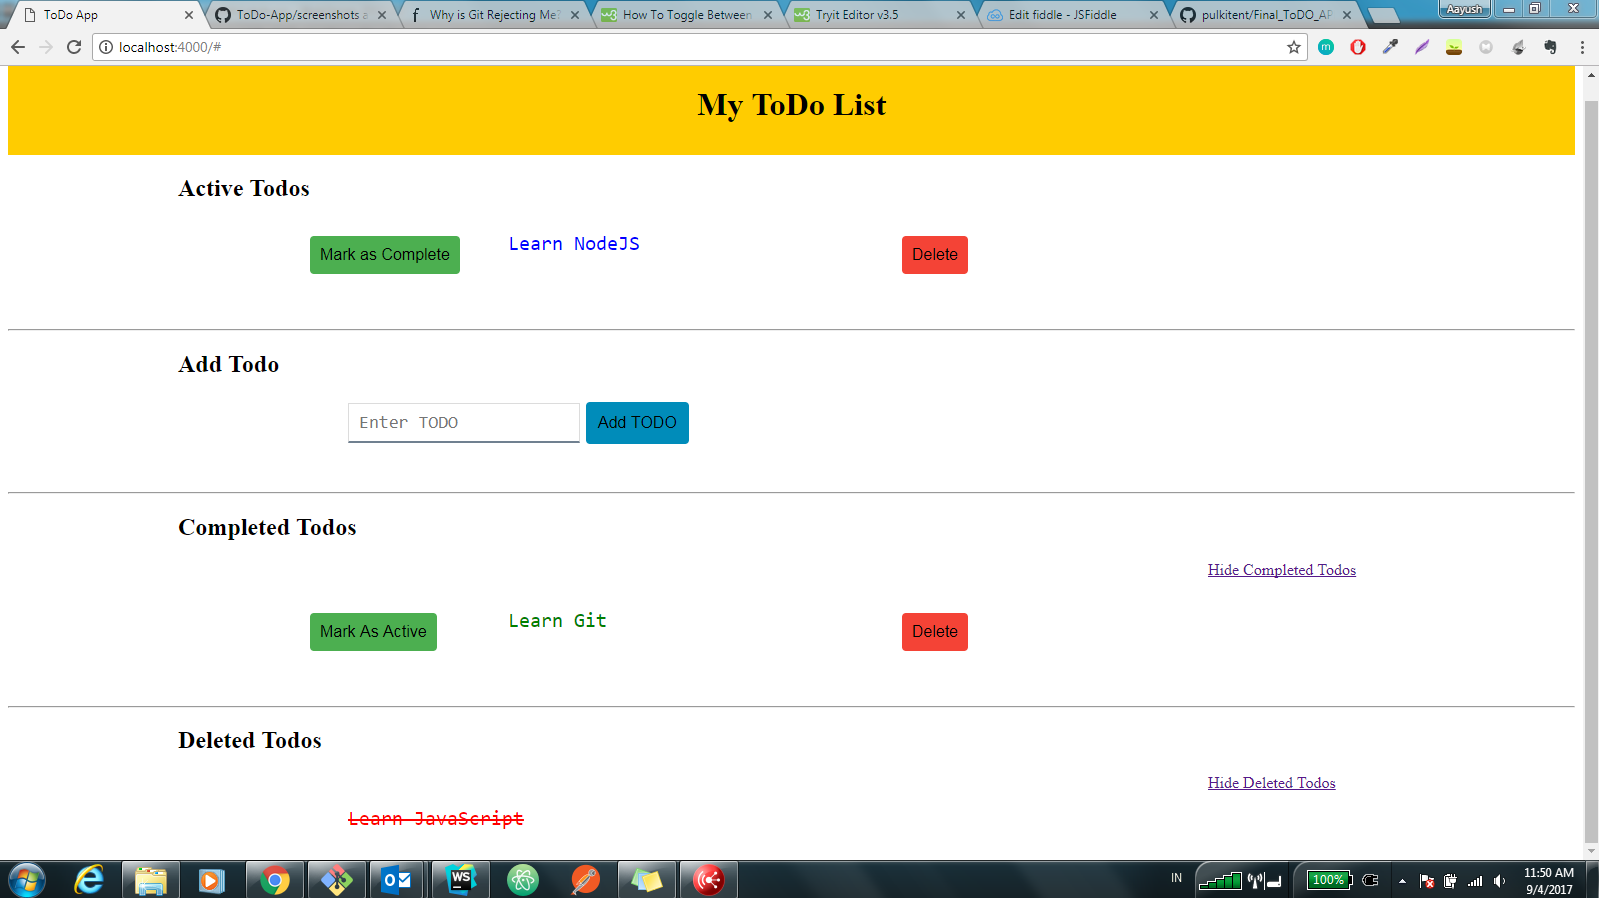 ToDo App
ToDo-App/screenshots a
Why is Git Rejecting Me?
How To Toggle Between
Tryit Editor v3.5
Edit fiddle - JSFiddle
pulkitent/Final_ToDO_AP
Aayush
localhost:4000/#
My ToDo List
Active Todos
Mark as Complete
Learn NodeJS
Delete
Add Todo
Enter TODO
Add TODO
Completed Todos
Hide Completed Todos
Mark As Active
Learn Git
Delete
Deleted Todos
Hide Deleted Todos
Learn JavaScript
IN
100%
11:50 AM
9/4/2017